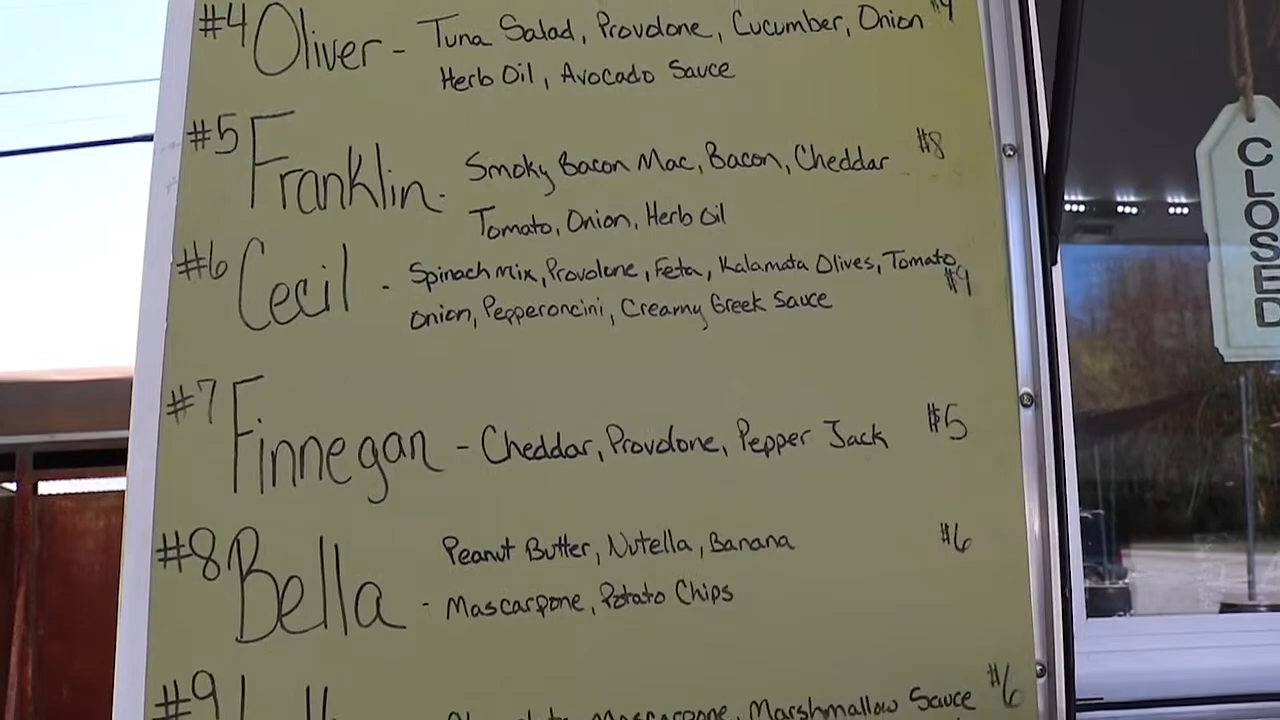 #4 Oliver - Tuna Salad, Provolone, Cucumber, Onion
Herb Oil, Avocado Sauce
#5 Franklin - Smoky Bacon Mac, Bacon, Cheddar $8
Tomato, Onion, Herb Oil
#6 Cecil - Spinach mix, Provolone, Feta, Kalamata Olives, Tomato,
Onion, Pepperoncini, Creamy Greek Sauce $9
#7 Finnegan - Cheddar, Provolone, Pepper Jack $5
#8 Bella - Peanut Butter, Nutella, Banana $6
Mascarpone, Potato Chips
#9 Mascarpone, Marshmallow Sauce $6
CLOSED